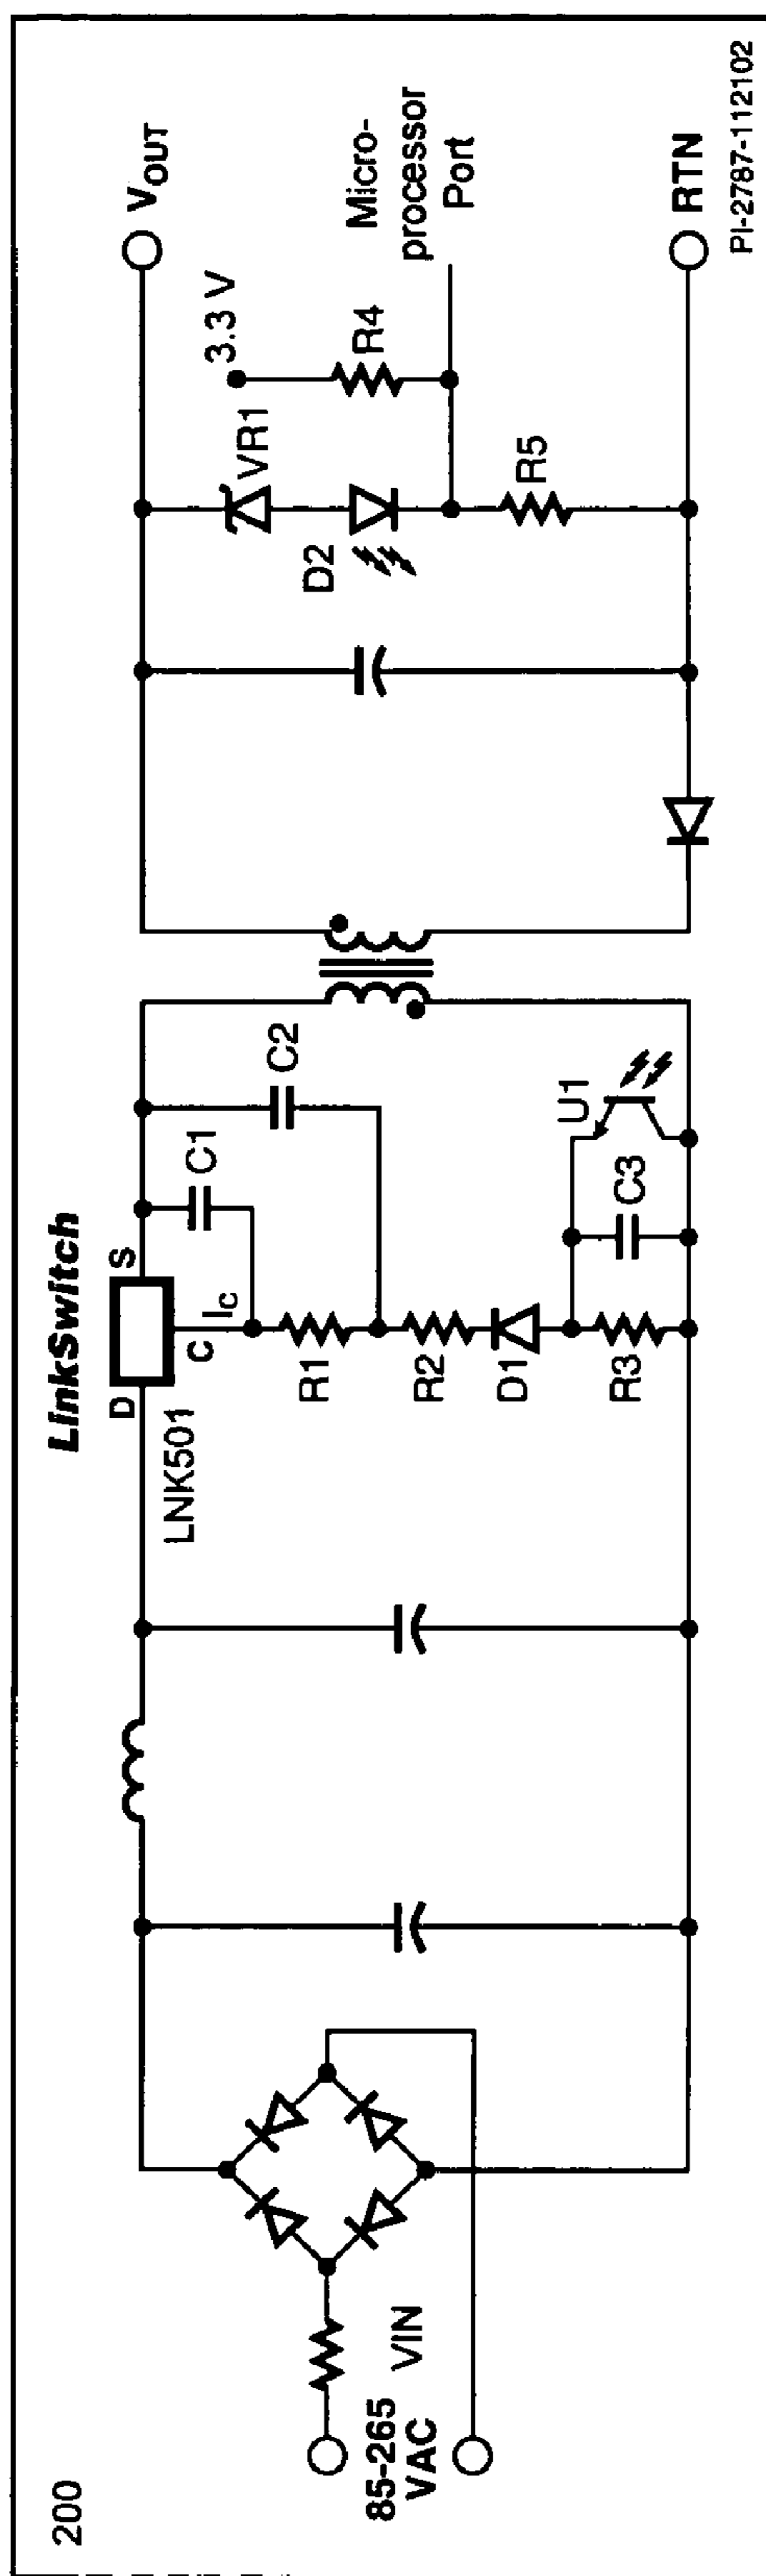 200
85-265
VAC
VIN
LinkSwitch
D
S
LNK501
C
IC
C1
C2
R1
R2
D1
R3
C3
U1
VOUT
3.3 V
VR1
D2
R4
R5
Micro-
processor
Port
RTN
PI-2787-112102